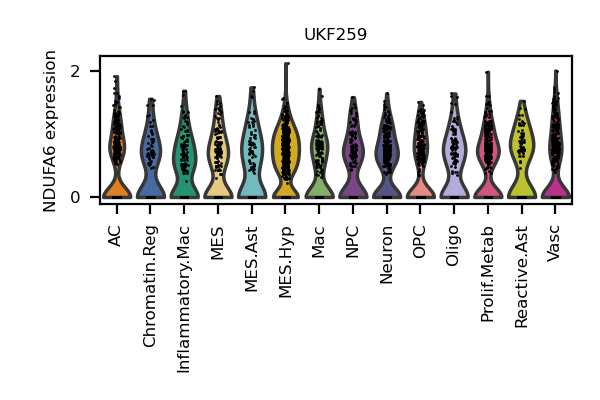 UKF259
NDUFA6 expression
2
0
AC
Chromatin.Reg
Inflammatory.Mac
MES
MES.Ast
MES.Hyp
Mac
NPC
Neuron
OPC
Oligo
Prolif.Metab
Reactive.Ast
Vasc